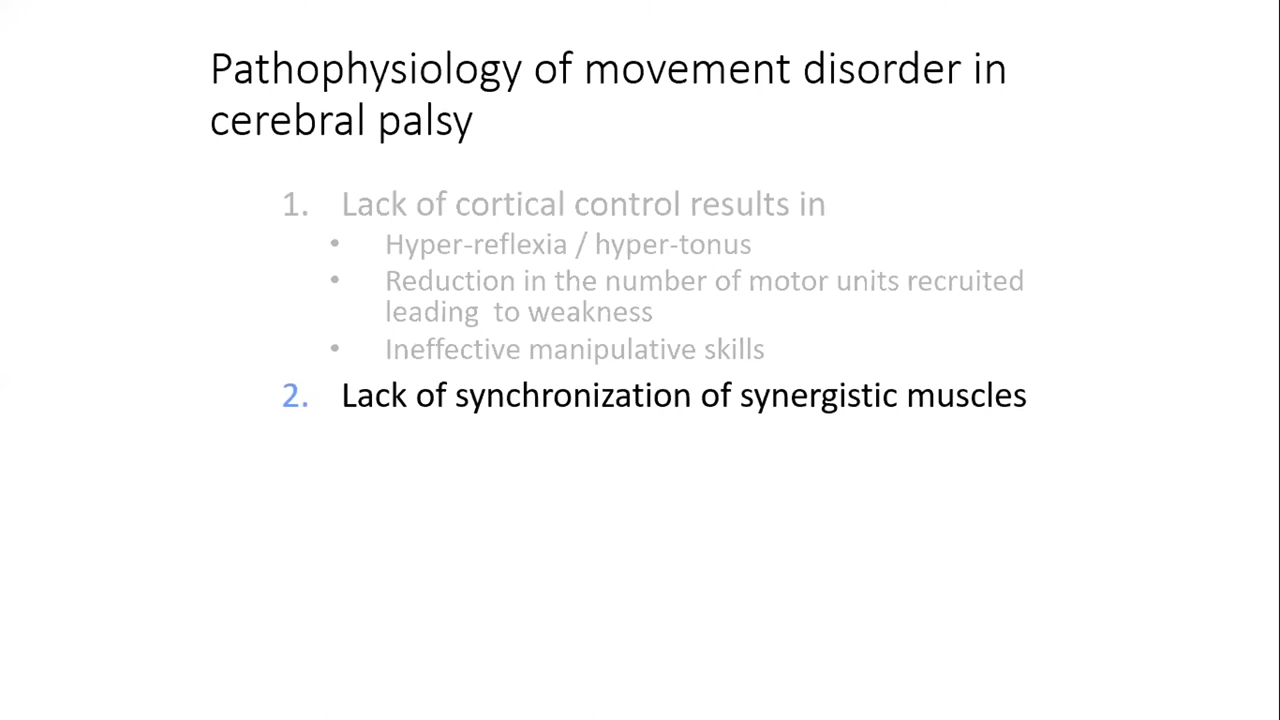 Pathophysiology of movement disorder in
cerebral palsy
1. Lack of cortical control results in
• Hyper-reflexia / hyper-tonus
• Reduction in the number of motor units recruited
leading  to weakness
• Ineffective manipulative skills
2. Lack of synchronization of synergistic muscles